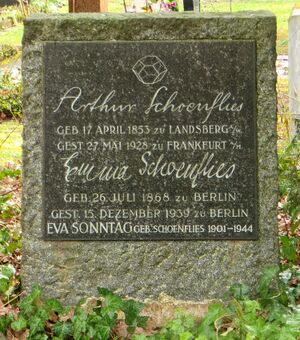 Arthur Schoenflies
GEB. 17. APRIL 1853 ZU LANDSBERG a/W.
GEST. 27. MAI 1928 ZU FRANKFURT a/M.
Emma Schoenflies
GEB. 26. JULI 1868 ZU BERLIN
GEST. 15. DEZEMBER 1939 ZU BERLIN
EVA SONNTAG GEB. SCHOENFLIES 1901-1944